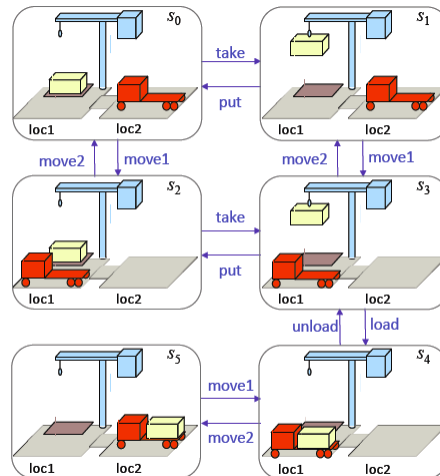 s0 s1
take
put
loc1 loc2 loc1 loc2
move2 move1 move2 move1
s2 s3
take
put
loc1 loc2 loc1 loc2
unload load
s5 s4
move1
move2
loc1 loc2 loc1 loc2